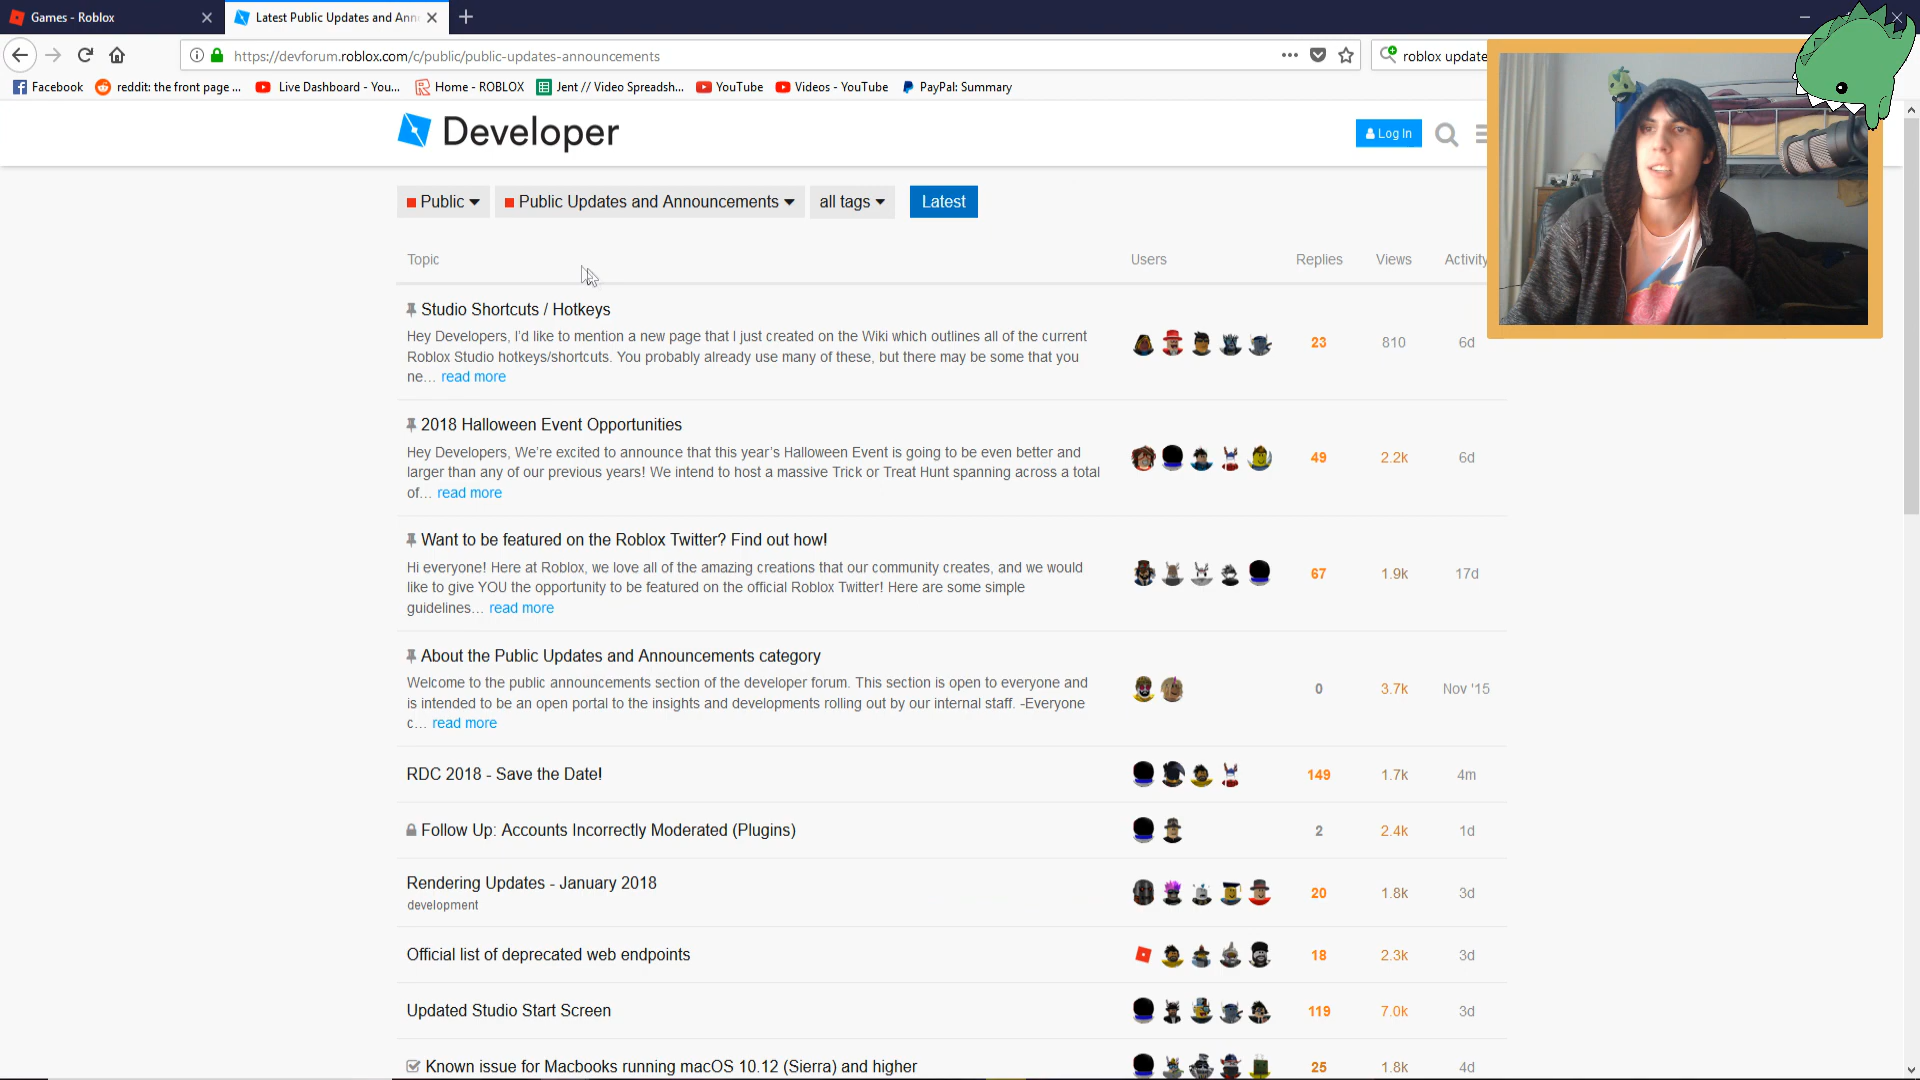 Games - Roblox
Latest Public Updates and Ann
https://devforum.roblox.com/c/public/public-updates-announcements
roblox update
Facebook
reddit: the front page ...
Live Dashboard - You...
Home - ROBLOX
Jent // Video Spreadsh...
YouTube
Videos - YouTube
PayPal: Summary
Developer
Log In
Public
Public Updates and Announcements
all tags
Latest
Topic Users Replies Views Activity
Studio Shortcuts / Hotkeys
Hey Developers, I'd like to mention a new page that I just created on the Wiki which outlines all of the current
Roblox Studio hotkeys/shortcuts. You probably already use many of these, but there may be some that you
ne... read more
23 810 6d
2018 Halloween Event Opportunities
Hey Developers, We're excited to announce that this year's Halloween Event is going to be even better and
larger than any of our previous years! We intend to host a massive Trick or Treat Hunt spanning across a total
of... read more
49 2.2k 6d
Want to be featured on the Roblox Twitter? Find out how!
Hi everyone! Here at Roblox, we love all of the amazing creations that our community creates, and we would
like to give YOU the opportunity to be featured on the official Roblox Twitter! Here are some simple
guidelines... read more
67 1.9k 17d
About the Public Updates and Announcements category
Welcome to the public announcements section of the developer forum. This section is open to everyone and
is intended to be an open portal to the insights and developments rolling out by our internal staff. -Everyone
c... read more
0 3.7k Nov '15
RDC 2018 - Save the Date! 149 1.7k 4m
Follow Up: Accounts Incorrectly Moderated (Plugins) 2 2.4k 1d
Rendering Updates - January 2018
development
20 1.8k 3d
Official list of deprecated web endpoints 18 2.3k 3d
Updated Studio Start Screen 119 7.0k 3d
Known issue for Macbooks running macOS 10.12 (Sierra) and higher 25 1.8k 4d